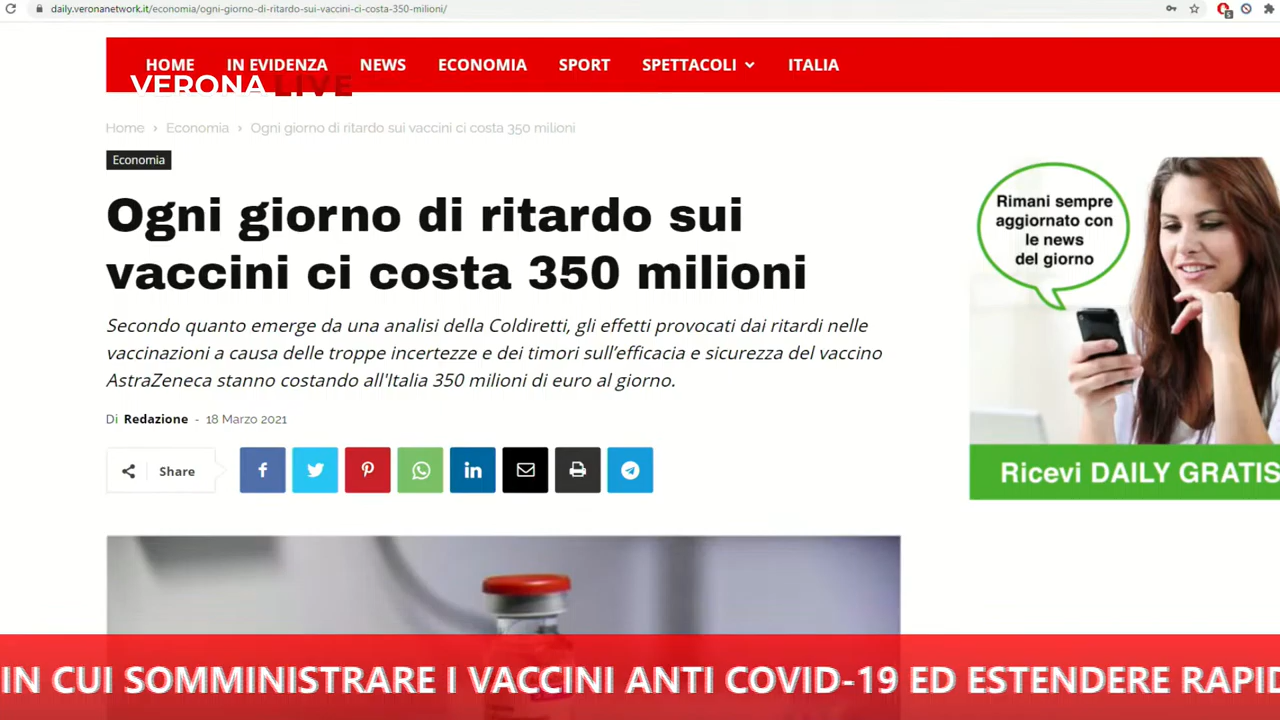 daily.veronanetwork.it/economia/ogni-giorno-di-ritardo-sui-vaccini-ci-costa-350-milioni/
HOME IN EVIDENZA NEWS ECONOMIA SPORT SPETTACOLI ITALIA
VERONA LIVE
Home › Economia › Ogni giorno di ritardo sui vaccini ci costa 350 milioni
Economia
Ogni giorno di ritardo sui
vaccini ci costa 350 milioni
Secondo quanto emerge da una analisi della Coldiretti, gli effetti provocati dai ritardi nelle
vaccinazioni a causa delle troppe incertezze e dei timori sull'efficacia e sicurezza del vaccino
AstraZeneca stanno costando all'Italia 350 milioni di euro al giorno.
Di Redazione - 18 Marzo 2021
Share
Rimani sempre
aggiornato con
le news
del giorno
Ricevi DAILY GRATIS
IN CUI SOMMINISTRARE I VACCINI ANTI COVID-19 ED ESTENDERE RAPID